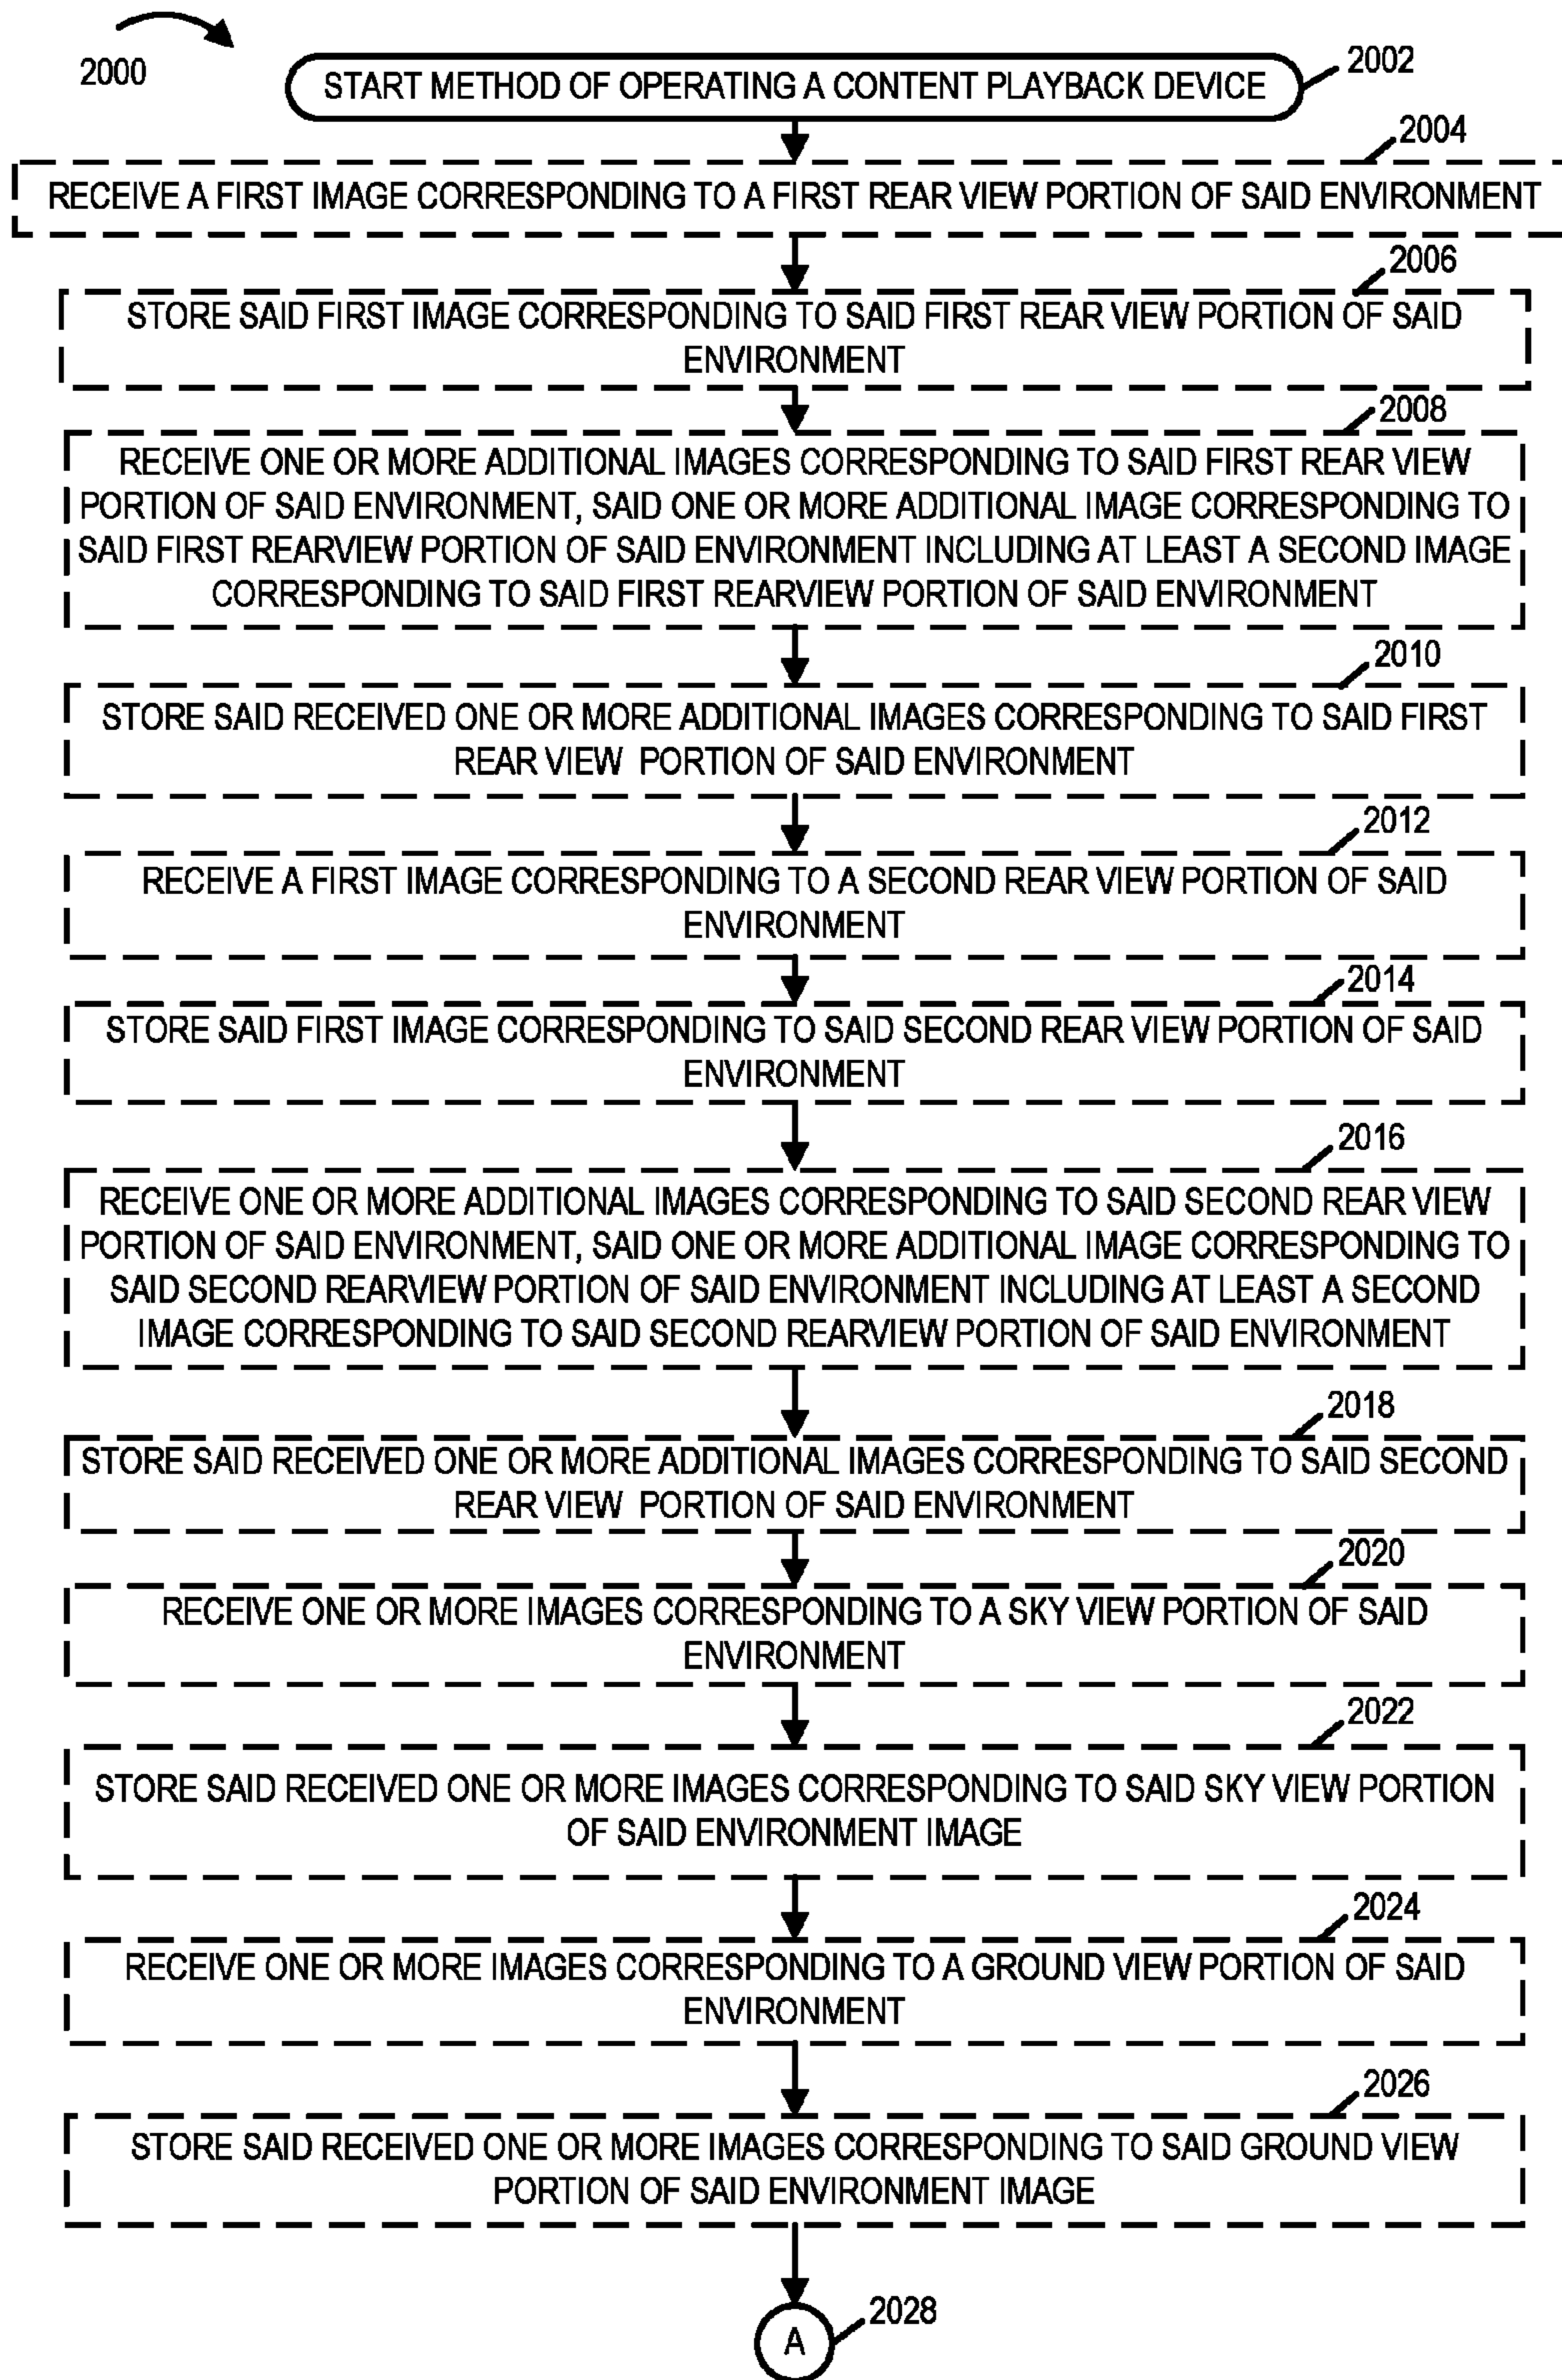 2000
START METHOD OF OPERATING A CONTENT PLAYBACK DEVICE
2002
2004
RECEIVE A FIRST IMAGE CORRESPONDING TO A FIRST REAR VIEW PORTION OF SAID ENVIRONMENT
2006
STORE SAID FIRST IMAGE CORRESPONDING TO SAID FIRST REAR VIEW PORTION OF SAID
ENVIRONMENT
2008
RECEIVE ONE OR MORE ADDITIONAL IMAGES CORRESPONDING TO SAID FIRST REAR VIEW
PORTION OF SAID ENVIRONMENT, SAID ONE OR MORE ADDITIONAL IMAGE CORRESPONDING TO
SAID FIRST REARVIEW PORTION OF SAID ENVIRONMENT INCLUDING AT LEAST A SECOND IMAGE
CORRESPONDING TO SAID FIRST REARVIEW PORTION OF SAID ENVIRONMENT
2010
STORE SAID RECEIVED ONE OR MORE ADDITIONAL IMAGES CORRESPONDING TO SAID FIRST
REAR VIEW PORTION OF SAID ENVIRONMENT
2012
RECEIVE A FIRST IMAGE CORRESPONDING TO A SECOND REAR VIEW PORTION OF SAID
ENVIRONMENT
2014
STORE SAID FIRST IMAGE CORRESPONDING TO SAID SECOND REAR VIEW PORTION OF SAID
ENVIRONMENT
2016
RECEIVE ONE OR MORE ADDITIONAL IMAGES CORRESPONDING TO SAID SECOND REAR VIEW
PORTION OF SAID ENVIRONMENT, SAID ONE OR MORE ADDITIONAL IMAGE CORRESPONDING TO
SAID SECOND REARVIEW PORTION OF SAID ENVIRONMENT INCLUDING AT LEAST A SECOND
IMAGE CORRESPONDING TO SAID SECOND REARVIEW PORTION OF SAID ENVIRONMENT
2018
STORE SAID RECEIVED ONE OR MORE ADDITIONAL IMAGES CORRESPONDING TO SAID SECOND
REAR VIEW PORTION OF SAID ENVIRONMENT
2020
RECEIVE ONE OR MORE IMAGES CORRESPONDING TO A SKY VIEW PORTION OF SAID
ENVIRONMENT
2022
STORE SAID RECEIVED ONE OR MORE IMAGES CORRESPONDING TO SAID SKY VIEW PORTION
OF SAID ENVIRONMENT IMAGE
2024
RECEIVE ONE OR MORE IMAGES CORRESPONDING TO A GROUND VIEW PORTION OF SAID
ENVIRONMENT
2026
STORE SAID RECEIVED ONE OR MORE IMAGES CORRESPONDING TO SAID GROUND VIEW
PORTION OF SAID ENVIRONMENT IMAGE
2028
A